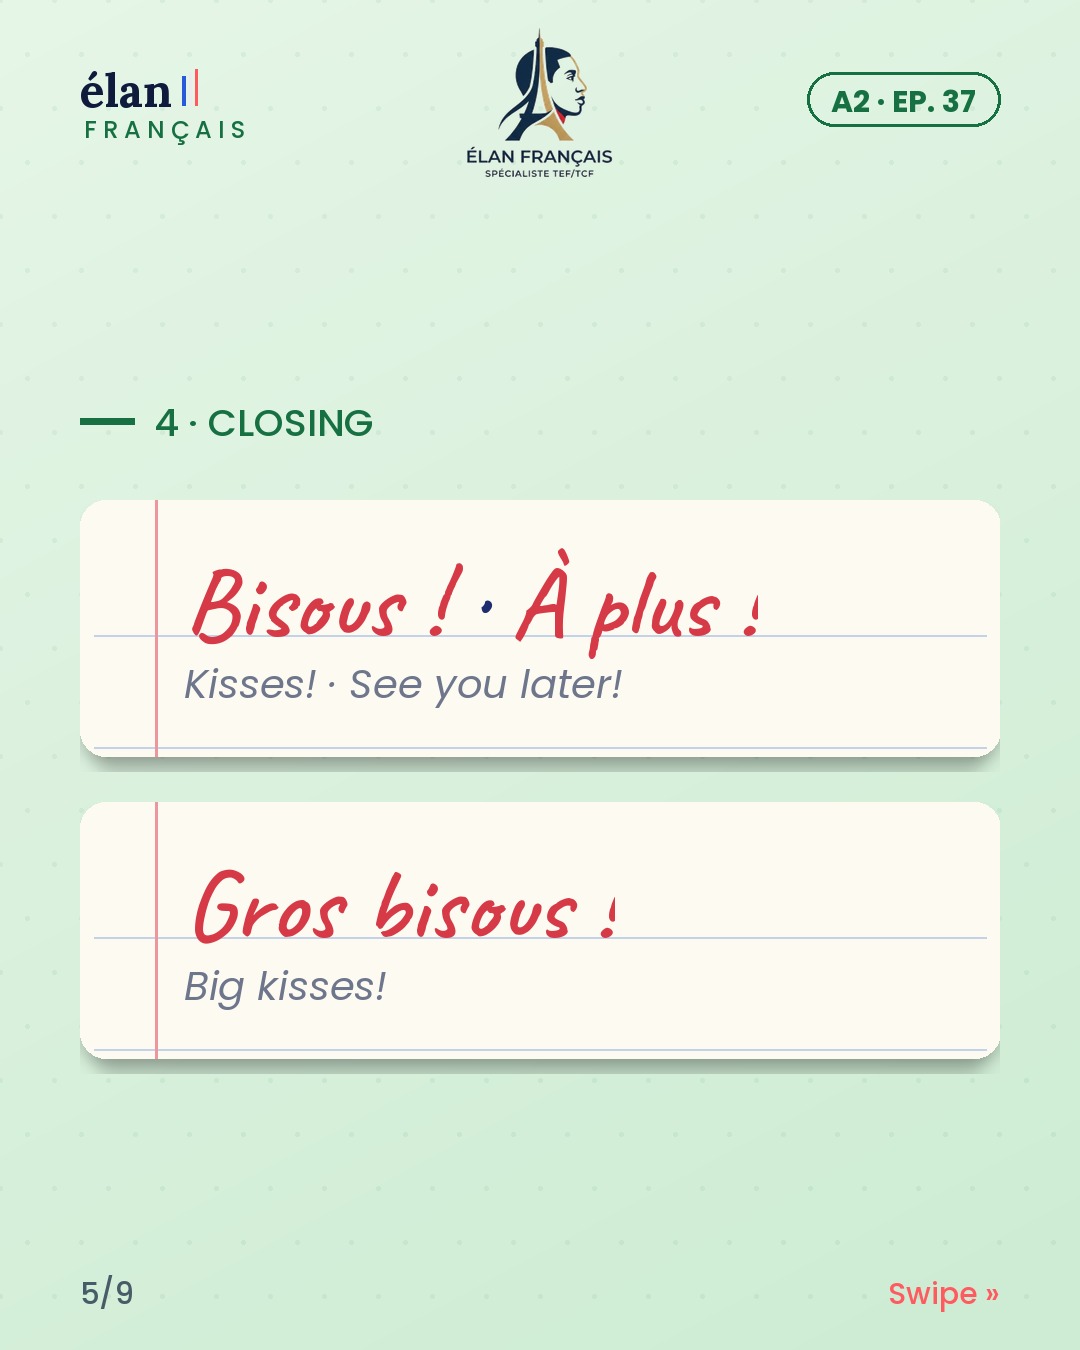 élan
FRANÇAIS
ÉLAN FRANÇAIS
SPÉCIALISTE TEF/TCF
A2 · EP. 37
4 · CLOSING
Bisous ! · À plus !
Kisses! · See you later!
Gros bisous !
Big kisses!
5/9
Swipe »